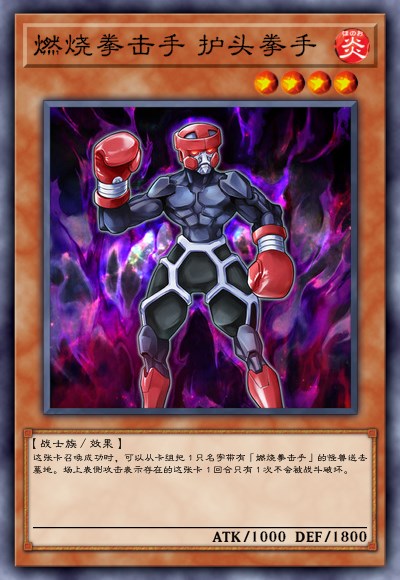 燃烧拳击手 护头拳手
ほのお
炎
【战士族／效果】
这张卡召唤成功时，可以从卡组把1只名字带有「燃烧拳击手」的怪兽送去
墓地。场上表侧攻击表示存在的这张卡1回合只有1次不会被战斗破坏。
ATK/1000 DEF/1800